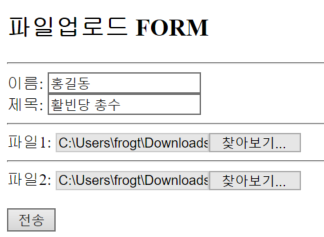 파일업로드 FORM
이름: 홍길동
제목: 활빈당 총수
파일1: C:\Users\frogt\Downloads 찾아보기...
파일2: C:\Users\frogt\Downloads 찾아보기...
전송